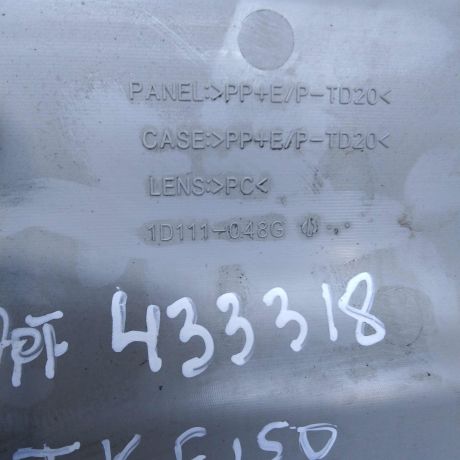 PANEL:>PP+E/P-TD20<
CASE:>PP+E/P-TD20<
LENS:>PC<
1D111-048G
433318